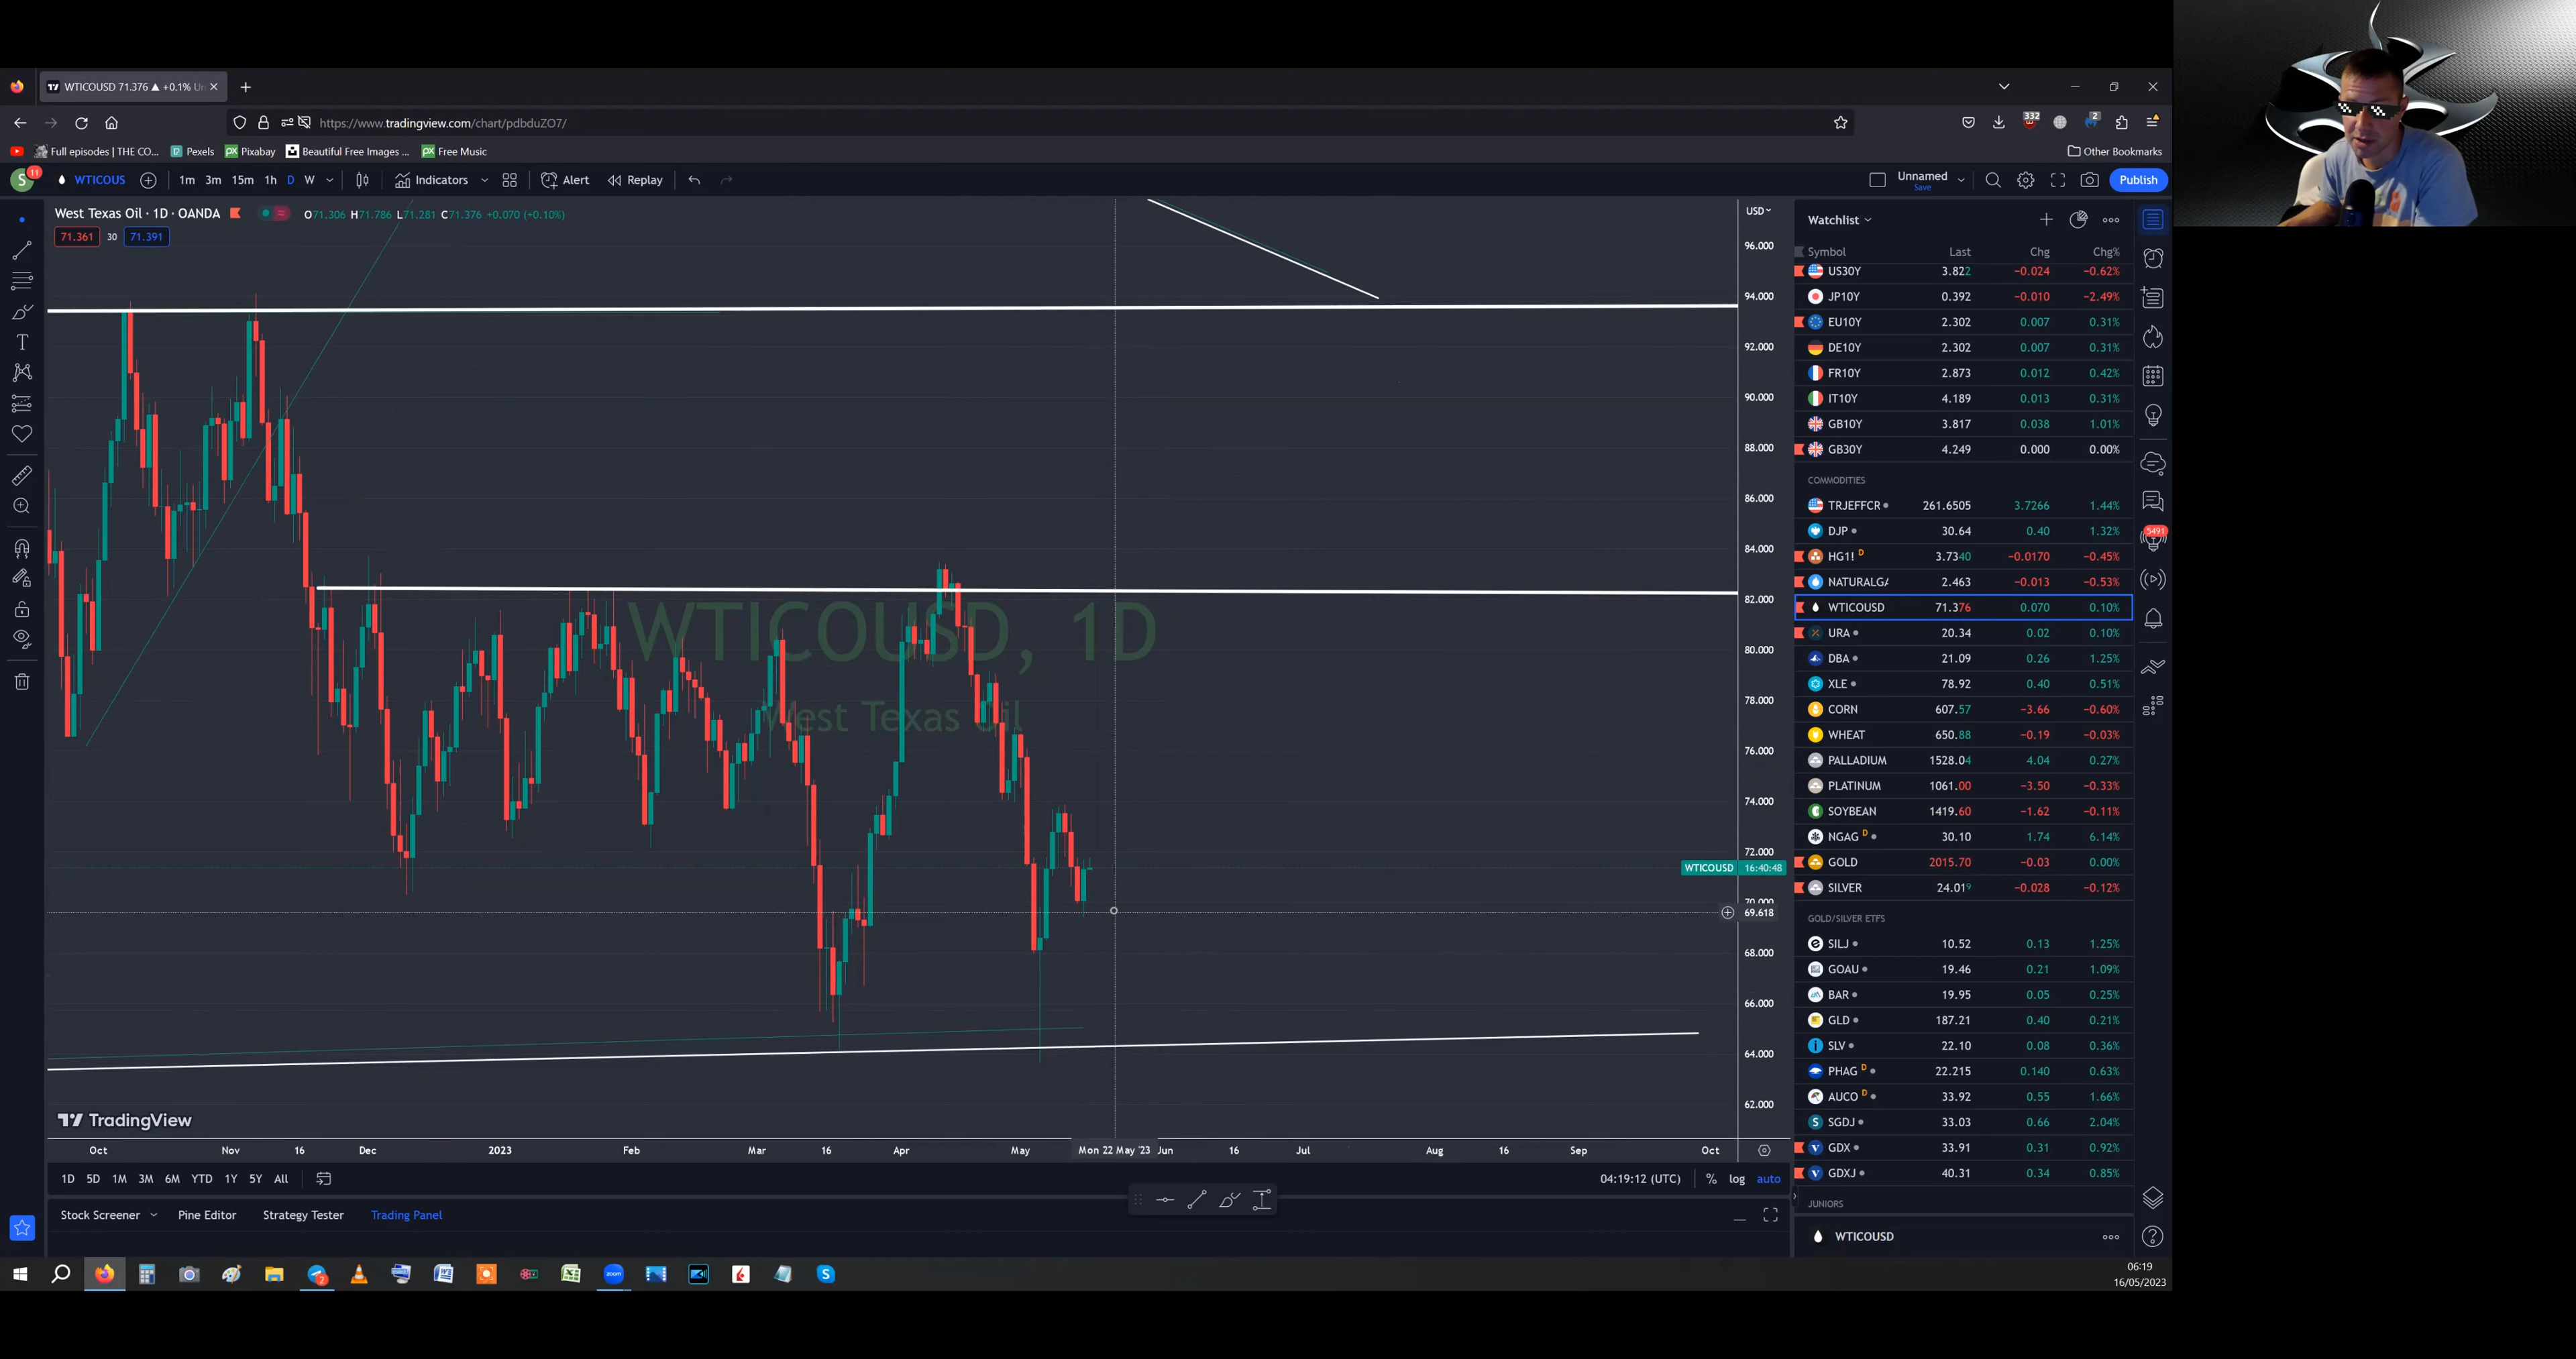 WTICOUSD 71.376 ▲ +0.1% Un
https://www.tradingview.com/chart/pdbduZO7/
332
2
Full episodes | THE CO...
Pexels
Pixabay
Beautiful Free Images ...
Free Music
Other Bookmarks
S
11
WTICOUS
1m 3m 15m 1h D W
Indicators
Alert
Replay
Unnamed
Save
Publish
West Texas Oil · 1D · OANDA
O71.306 H71.786 L71.281 C71.376 +0.070 (+0.10%)
71.361 30 71.391
USD
96.000
94.000
92.000
90.000
88.000
86.000
84.000
82.000
80.000
78.000
76.000
74.000
72.000
WTICOUSD 16:40:48
70.000
69.618
68.000
66.000
64.000
62.000
WTICOUSD, 1D
West Texas Oil
TradingView
Oct Nov 16 Dec 2023 Feb Mar 16 Apr May Mon 22 May '23 Jun 16 Jul Aug 16 Sep Oct
1D 5D 1M 3M 6M YTD 1Y 5Y All
04:19:12 (UTC) % log auto
Stock Screener Pine Editor Strategy Tester Trading Panel
Watchlist
Symbol Last Chg Chg%
US30Y 3.822 −0.024 −0.62%
JP10Y 0.392 −0.010 −2.49%
EU10Y 2.302 0.007 0.31%
DE10Y 2.302 0.007 0.31%
FR10Y 2.873 0.012 0.42%
IT10Y 4.189 0.013 0.31%
GB10Y 3.817 0.038 1.01%
GB30Y 4.249 0.000 0.00%
COMMODITIES
TRJEFFCR 261.6505 3.7266 1.44%
DJP 30.64 0.40 1.32%
HG1! D 3.7340 −0.0170 −0.45%
NATURALGA 2.463 −0.013 −0.53%
WTICOUSD 71.376 0.070 0.10%
URA 20.34 0.02 0.10%
DBA 21.09 0.26 1.25%
XLE 78.92 0.40 0.51%
CORN 607.57 −3.66 −0.60%
WHEAT 650.88 −0.19 −0.03%
PALLADIUM 1528.04 4.04 0.27%
PLATINUM 1061.00 −3.50 −0.33%
SOYBEAN 1419.60 −1.62 −0.11%
NGAG D 30.10 1.74 6.14%
GOLD 2015.70 −0.03 0.00%
SILVER 24.019 −0.028 −0.12%
GOLD/SILVER ETFS
SILJ 10.52 0.13 1.25%
GOAU 19.46 0.21 1.09%
BAR 19.95 0.05 0.25%
GLD 187.21 0.40 0.21%
SLV 22.10 0.08 0.36%
PHAG D 22.215 0.140 0.63%
AUCO D 33.92 0.55 1.66%
SGDJ 33.03 0.66 2.04%
GDX 33.91 0.31 0.92%
GDXJ 40.31 0.34 0.85%
JUNIORS
WTICOUSD
5491
2
zoom
06:19
16/05/2023